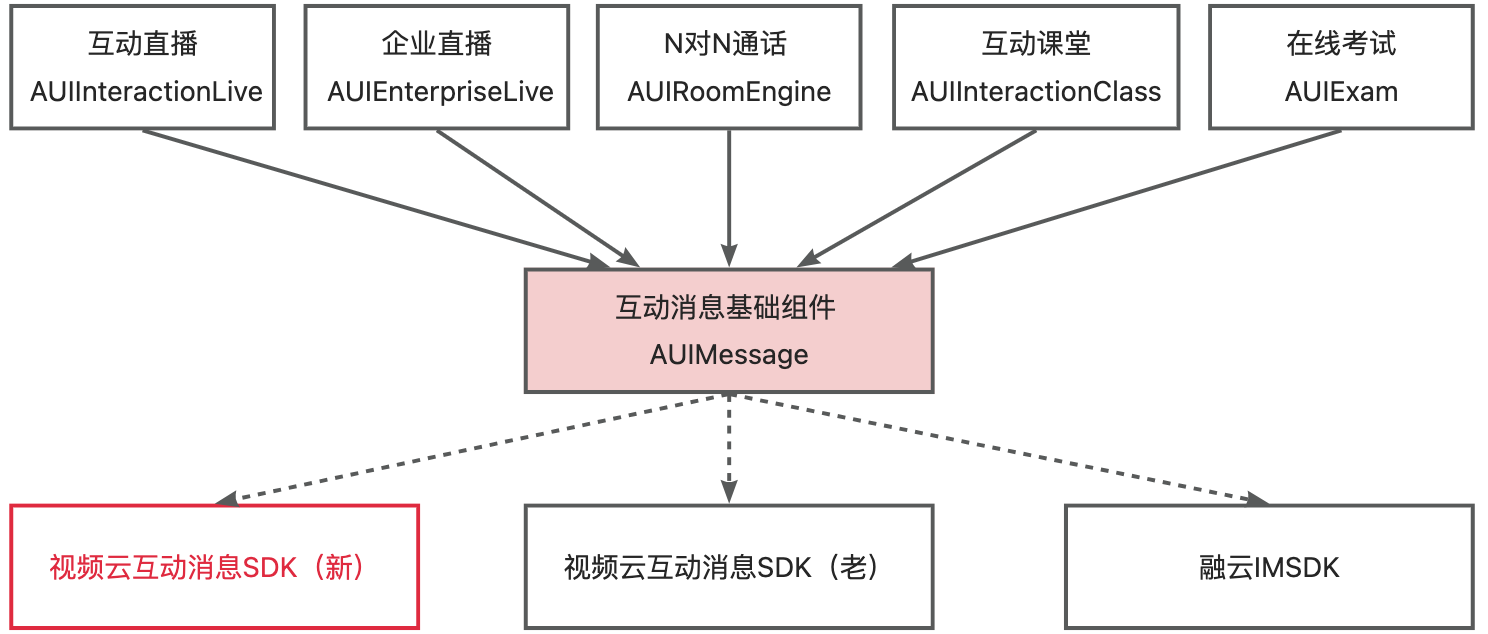 互动直播
AUIInteractionLive
企业直播
AUIEnterpriseLive
N对N通话
AUIRoomEngine
互动课堂
AUIInteractionClass
在线考试
AUIExam
互动消息基础组件
AUIMessage
视频云互动消息SDK（新）
视频云互动消息SDK（老）
融云IMSDK